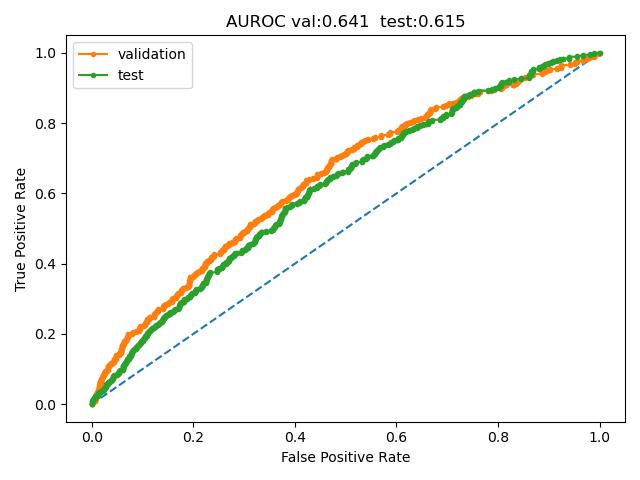 AUROC val:0.641  test:0.615
validation
test
True Positive Rate
1.0
0.8
0.6
0.4
0.2
0.0
0.0 0.2 0.4 0.6 0.8 1.0
False Positive Rate